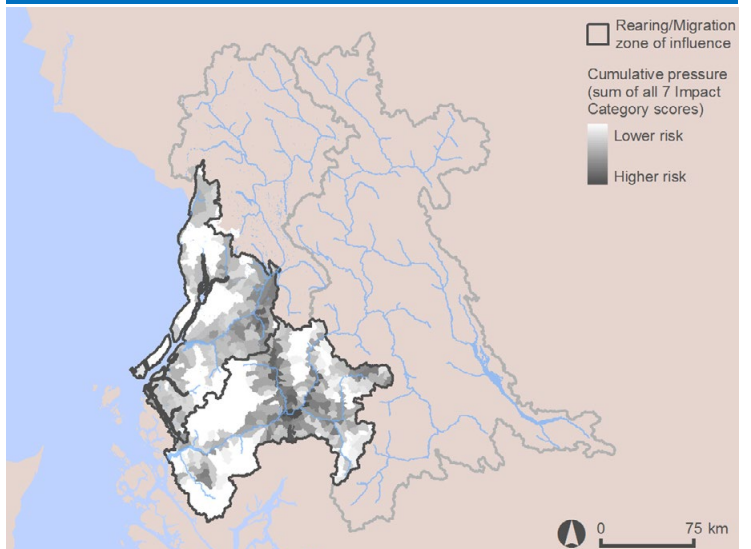 Rearing/Migration
zone of influence
Cumulative pressure
(sum of all 7 Impact
Category scores)
Lower risk
Higher risk
0 75 km